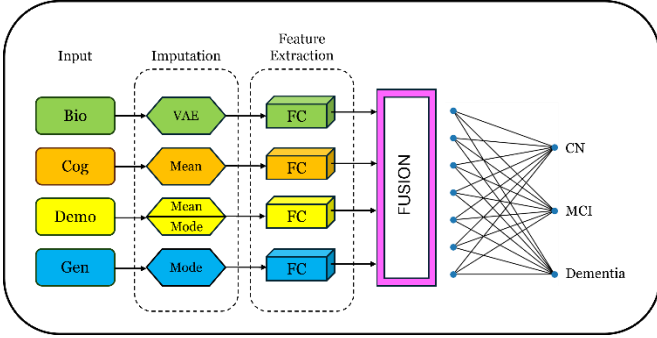 Input
Imputation
Feature
Extraction
Bio
VAE
FC
Cog
Mean
FC
Demo
Mean
Mode
FC
Gen
Mode
FC
FUSION
CN
MCI
Dementia